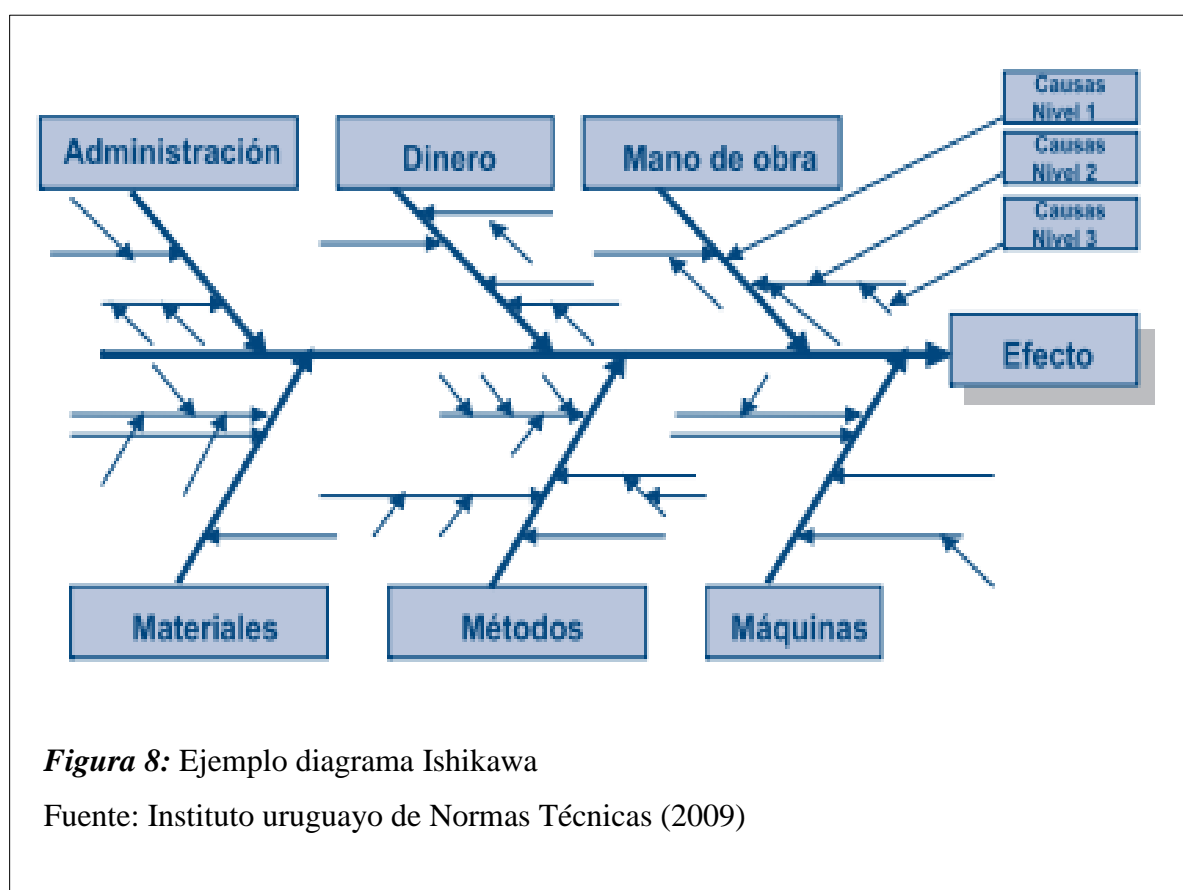 Causas
Nivel 1
Administración
Dinero
Mano de obra
Causas
Nivel 2
Causas
Nivel 3
Efecto
Materiales
Métodos
Máquinas
Figura 8: Ejemplo diagrama Ishikawa
Fuente: Instituto uruguayo de Normas Técnicas (2009)